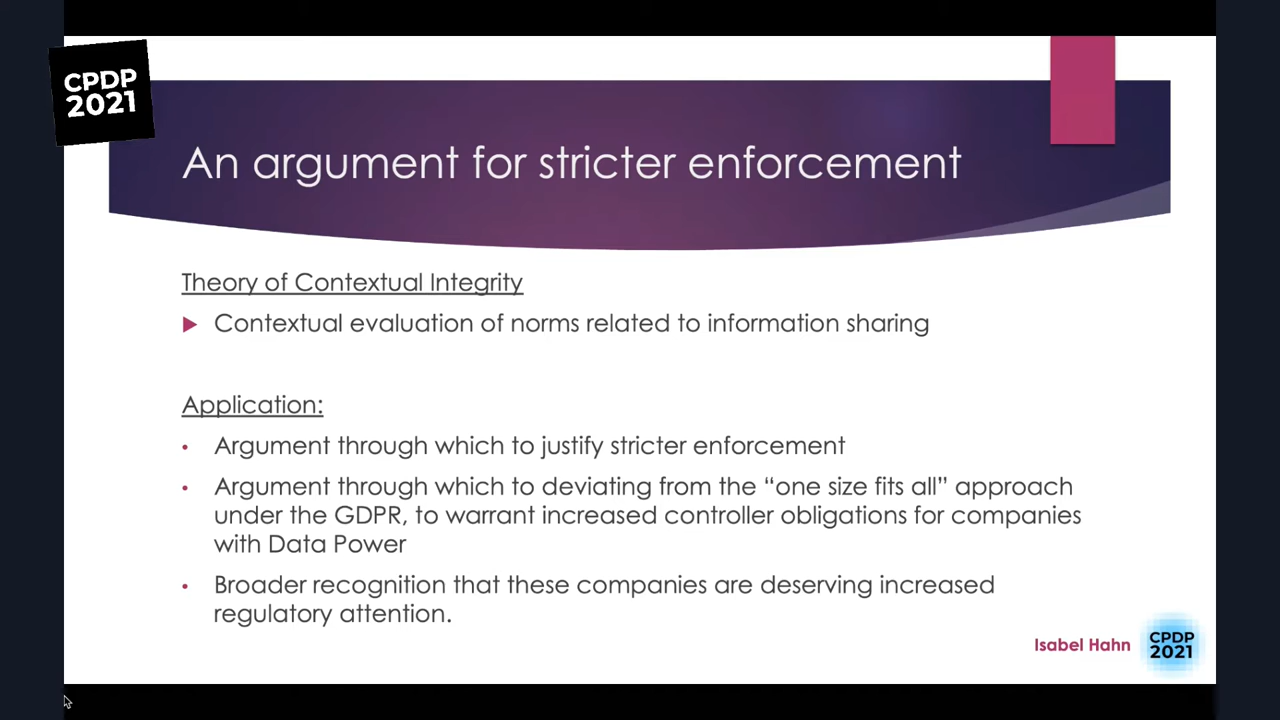 CPDP
2021
An argument for stricter enforcement
Theory of Contextual Integrity
Contextual evaluation of norms related to information sharing
Application:
Argument through which to justify stricter enforcement
Argument through which to deviating from the “one size fits all” approach
under the GDPR, to warrant increased controller obligations for companies
with Data Power
Broader recognition that these companies are deserving increased
regulatory attention.
Isabel Hahn
CPDP
2021